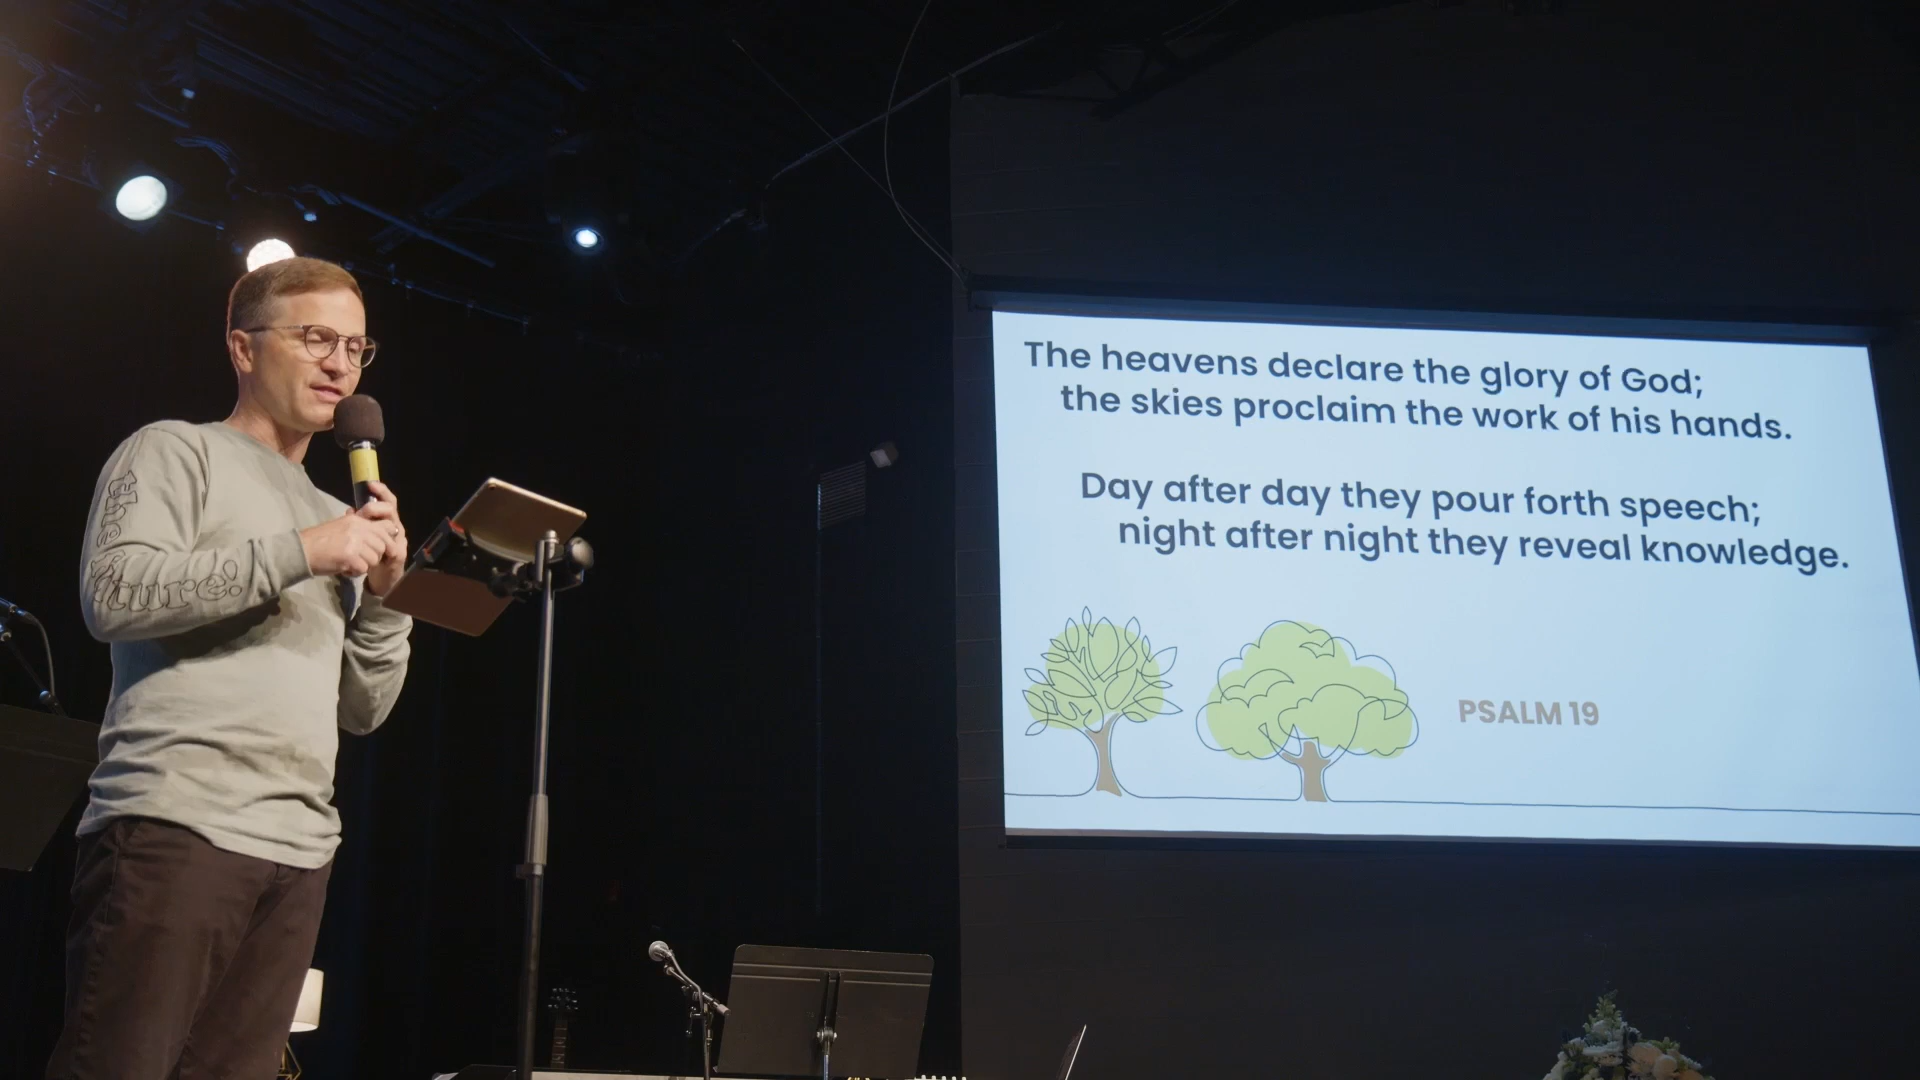 The heavens declare the glory of God;
the skies proclaim the work of his hands.
Day after day they pour forth speech;
night after night they reveal knowledge.
PSALM 19
the